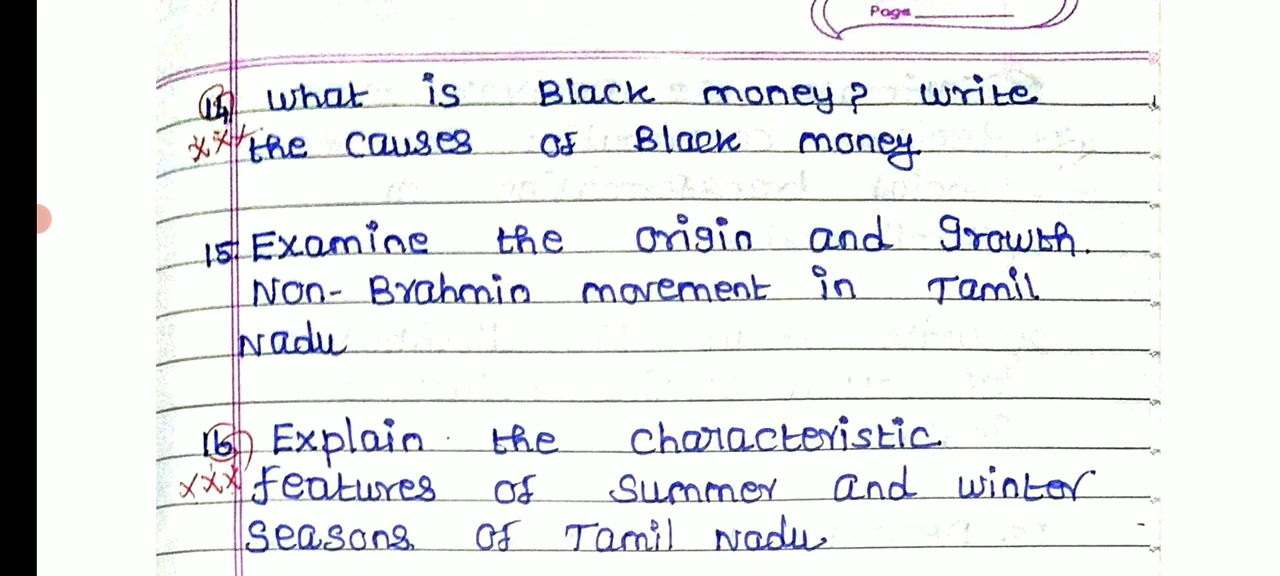 Page
14) What is Black money? Write
xxx the causes of Black money.
15. Examine the origin and growth.
Non-Brahmin movement in Tamil
Nadu
16) Explain the characteristic
xxx features of summer and winter
seasons of Tamil Nadu.